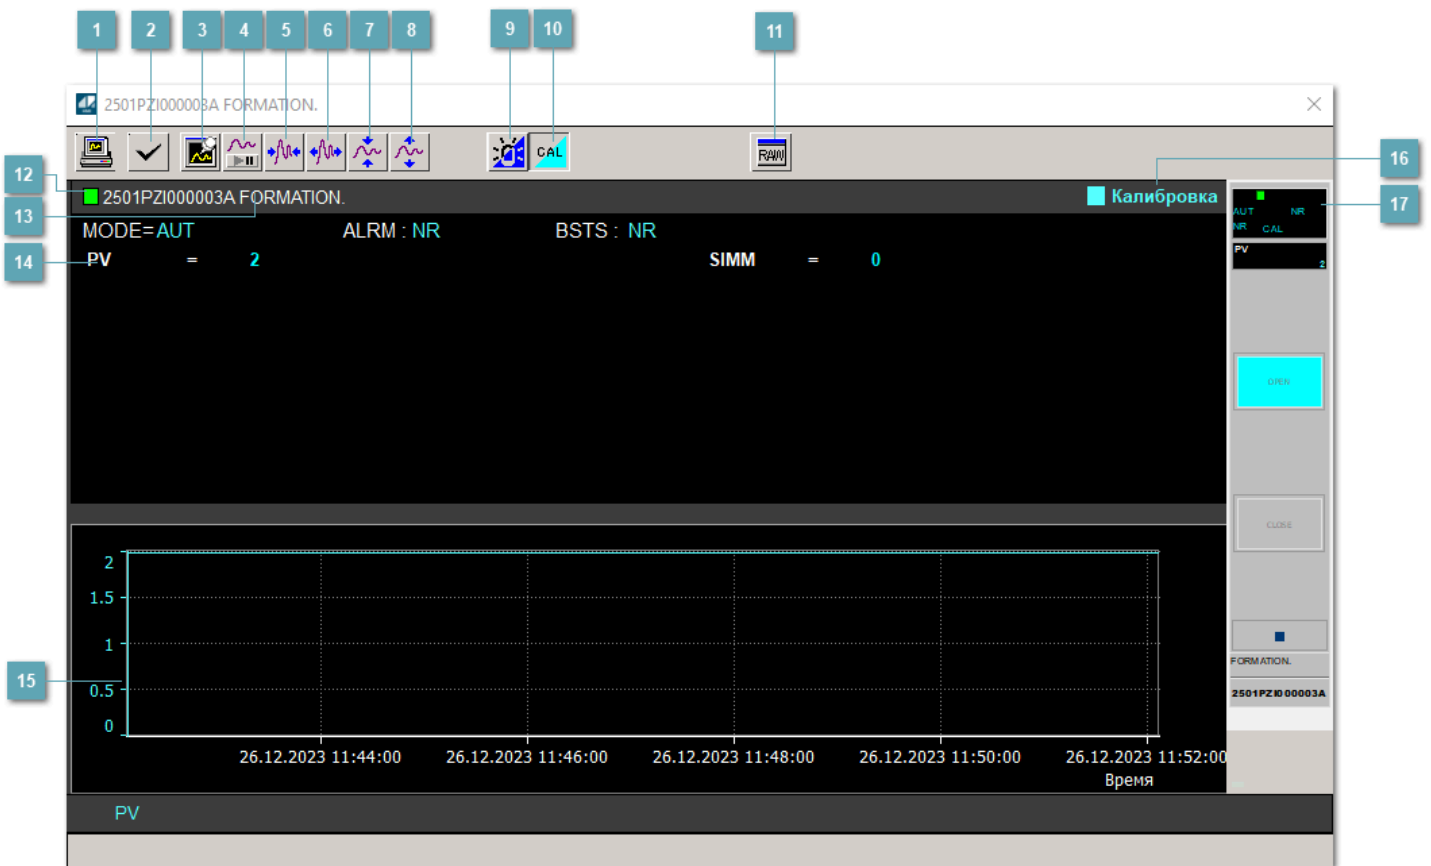 1 2 3 4 5 6 7 8 9 10 11
2501PZI000003A FORMATION.
CAL
RAW
12
13
14
15
16
17
2501PZI000003A FORMATION.
Калибровка
MODE=AUT ALRM : NR BSTS : NR
PV = 2 SIMM = 0
AUT NR
NR CAL
PV
2
OPEN
CLOSE
FORMATION.
2501PZI000003A
2
1.5
1
0.5
0
26.12.2023 11:44:00 26.12.2023 11:46:00 26.12.2023 11:48:00 26.12.2023 11:50:00 26.12.2023 11:52:00
Время
PV